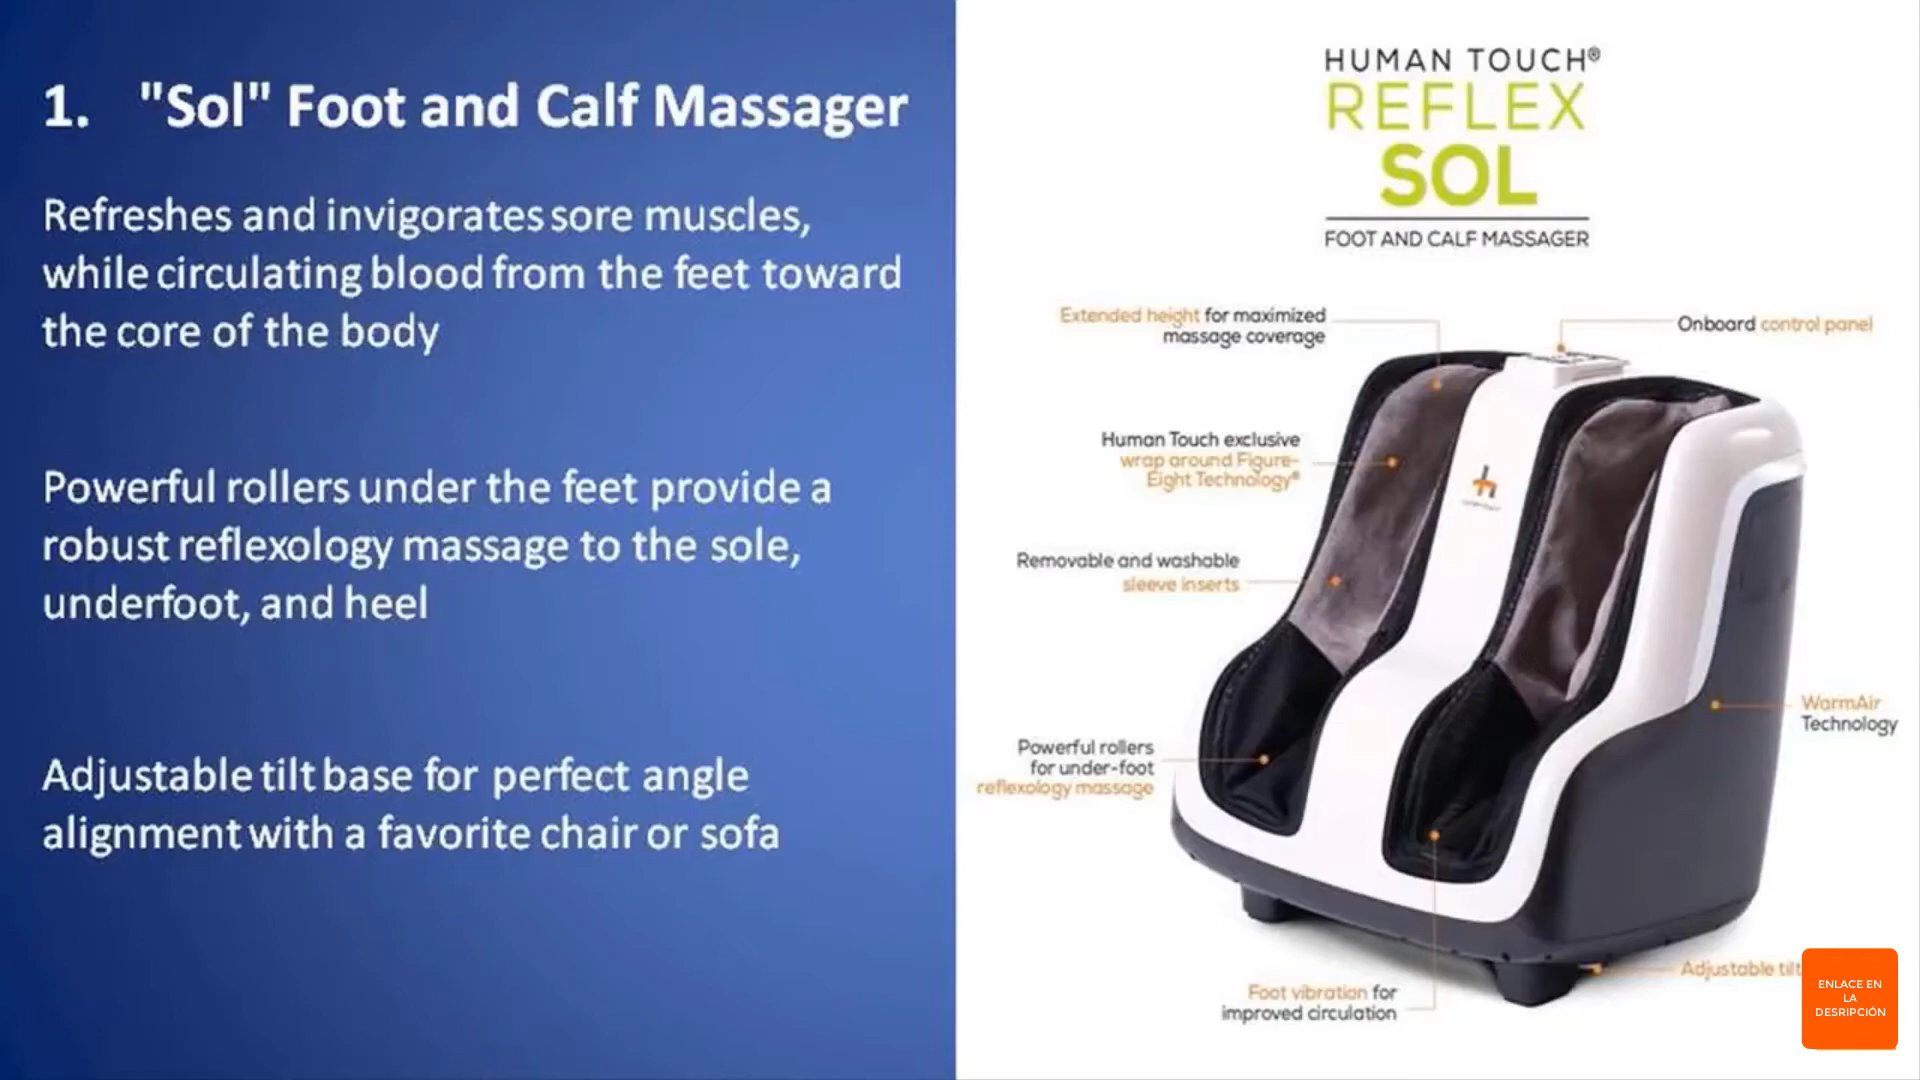 1. "Sol" Foot and Calf Massager
Refreshes and invigorates sore muscles,
while circulating blood from the feet toward
the core of the body
Powerful rollers under the feet provide a
robust reflexology massage to the sole,
underfoot, and heel
Adjustable tilt base for perfect angle
alignment with a favorite chair or sofa
HUMAN TOUCH®
REFLEX
SOL
FOOT AND CALF MASSAGER
Extended height for maximized
massage coverage
Onboard control panel
Human Touch exclusive
wrap around Figure-
Eight Technology®
Removable and washable
sleeve inserts
WarmAir
Technology
Powerful rollers
for under-foot
reflexology massage
Adjustable tilt
Foot vibration for
improved circulation
ENLACE EN
LA
DESRIPCIÓN